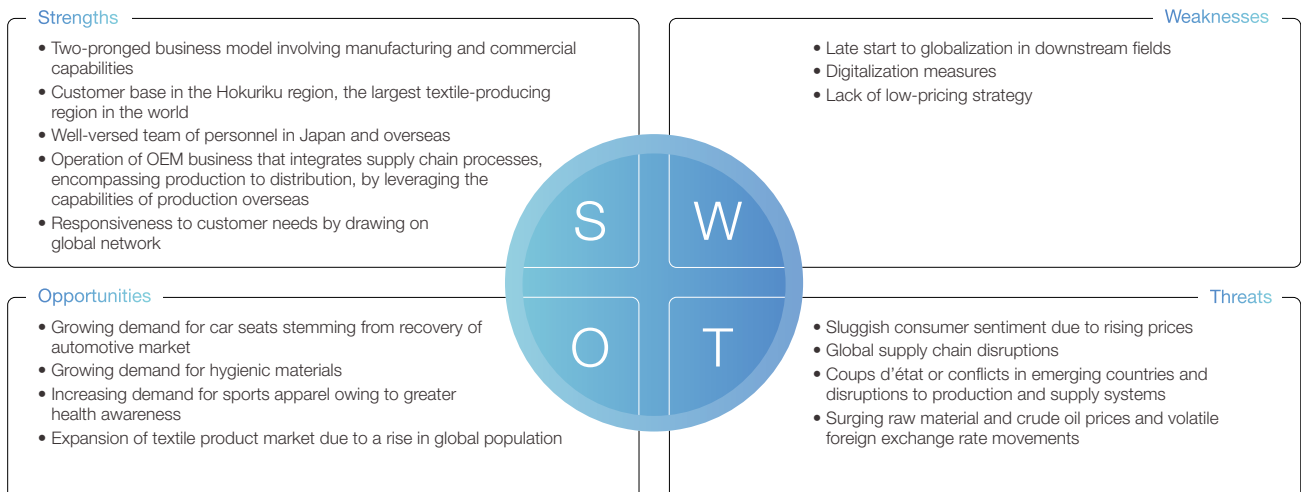 Strengths
• Two-pronged business model involving manufacturing and commercial
capabilities
• Customer base in the Hokuriku region, the largest textile-producing
region in the world
• Well-versed team of personnel in Japan and overseas
• Operation of OEM business that integrates supply chain processes,
encompassing production to distribution, by leveraging the
capabilities of production overseas
• Responsiveness to customer needs by drawing on
global network
Weaknesses
• Late start to globalization in downstream fields
• Digitalization measures
• Lack of low-pricing strategy
S
W
O
T
Opportunities
• Growing demand for car seats stemming from recovery of
automotive market
• Growing demand for hygienic materials
• Increasing demand for sports apparel owing to greater
health awareness
• Expansion of textile product market due to a rise in global population
Threats
• Sluggish consumer sentiment due to rising prices
• Global supply chain disruptions
• Coups d’état or conflicts in emerging countries and
disruptions to production and supply systems
• Surging raw material and crude oil prices and volatile
foreign exchange rate movements